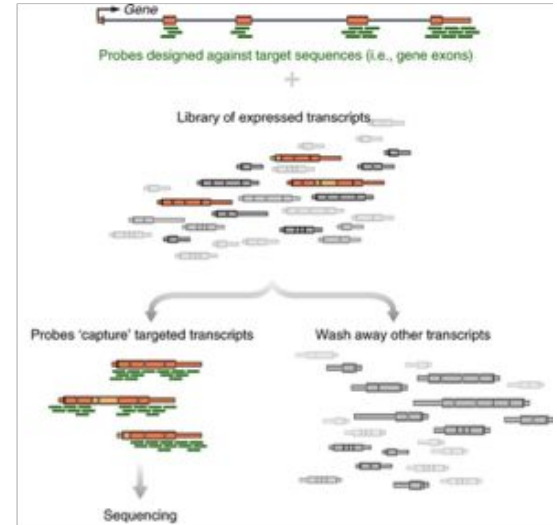 Gene
Probes designed against target sequences (i.e., gene exons)
+
Library of expressed transcripts
Probes ‘capture’ targeted transcripts
Wash away other transcripts
Sequencing